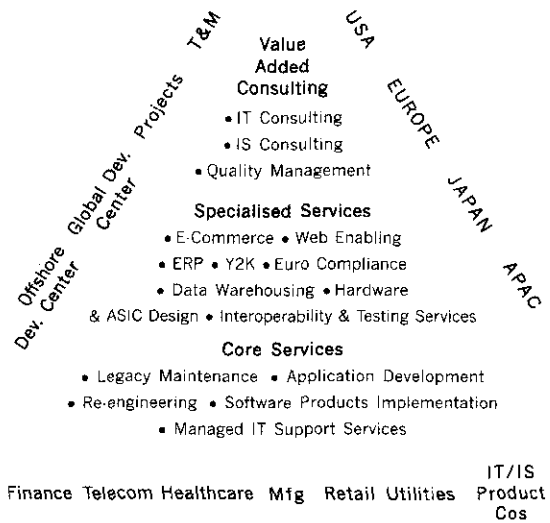 T&M
Projects
Global Dev.
Center
Offshore
Dev. Center
Value
Added
Consulting
• IT Consulting
• IS Consulting
• Quality Management
Specialised Services
• E-Commerce • Web Enabling
• ERP • Y2K • Euro Compliance
• Data Warehousing • Hardware
& ASIC Design • Interoperability & Testing Services
Core Services
• Legacy Maintenance • Application Development
• Re-engineering • Software Products Implementation
• Managed IT Support Services
USA
EUROPE
JAPAN
APAC
Finance Telecom Healthcare Mfg Retail Utilities
IT/IS
Product
Cos